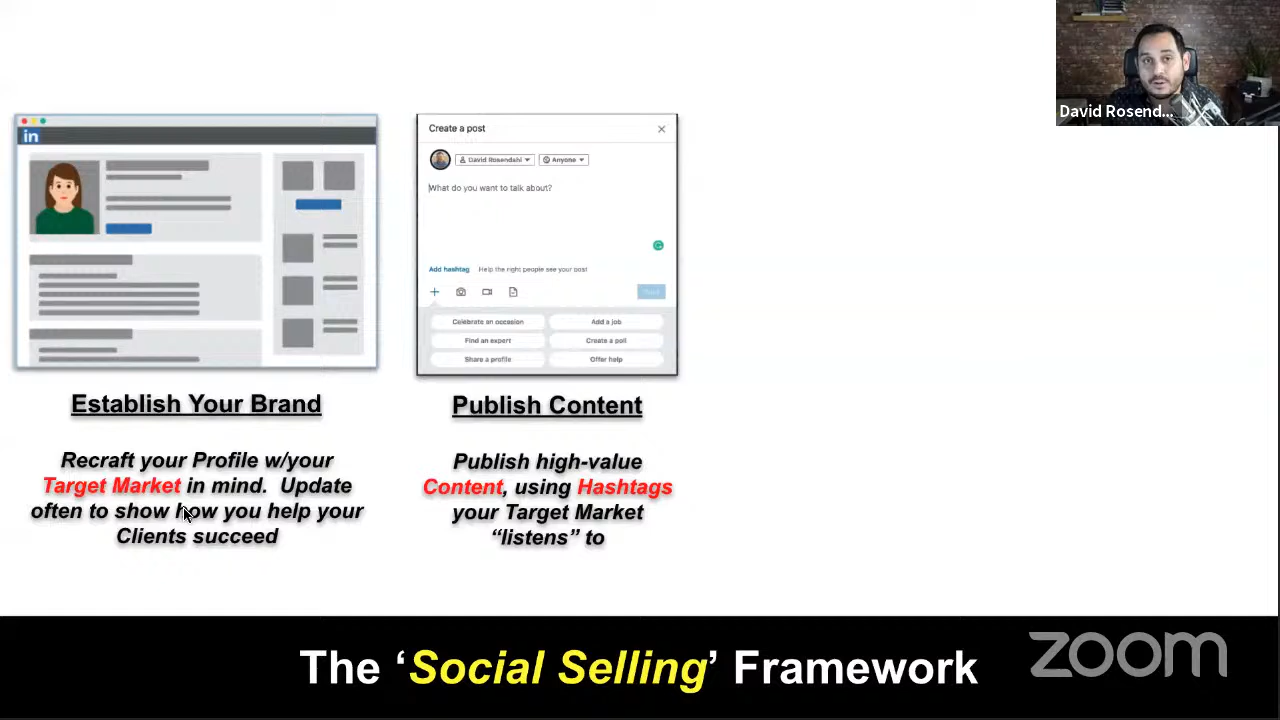 David Rosend...
in
Create a post
David Rosendahl
Anyone
What do you want to talk about?
Add hashtag Help the right people see your post
Post
Celebrate an occasion Add a job
Find an expert Create a poll
Share a profile Offer help
Establish Your Brand
Recraft your Profile w/your
Target Market in mind. Update
often to show how you help your
Clients succeed
Publish Content
Publish high-value
Content, using Hashtags
your Target Market
“listens” to
The ‘Social Selling’ Framework
zoom